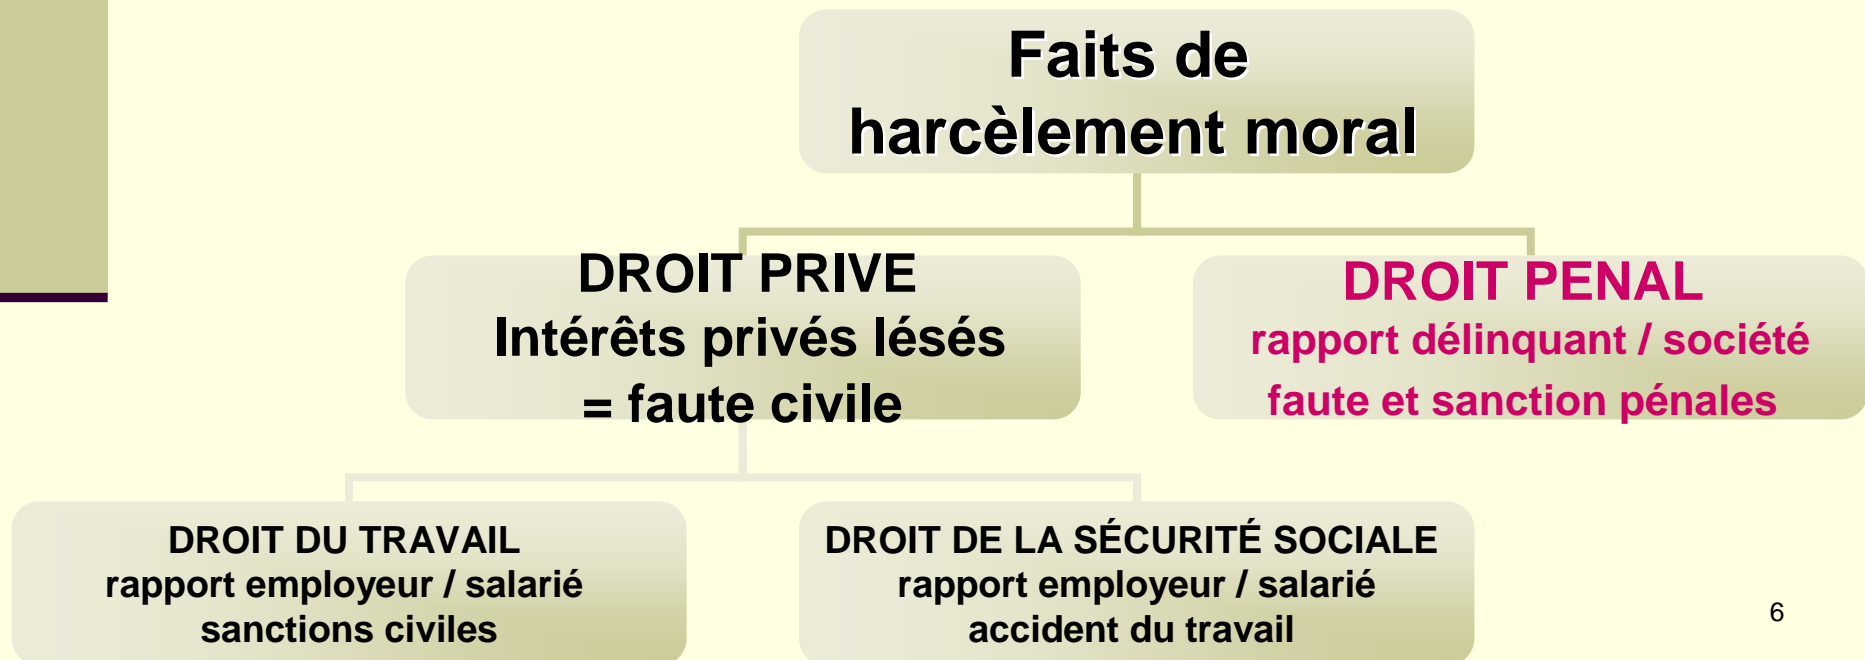 Faits de
harcèlement moral
DROIT PRIVE
Intérêts privés lésés
= faute civile
DROIT PENAL
rapport délinquant / société
faute et sanction pénales
DROIT DU TRAVAIL
rapport employeur / salarié
sanctions civiles
DROIT DE LA SÉCURITÉ SOCIALE
rapport employeur / salarié
accident du travail
6